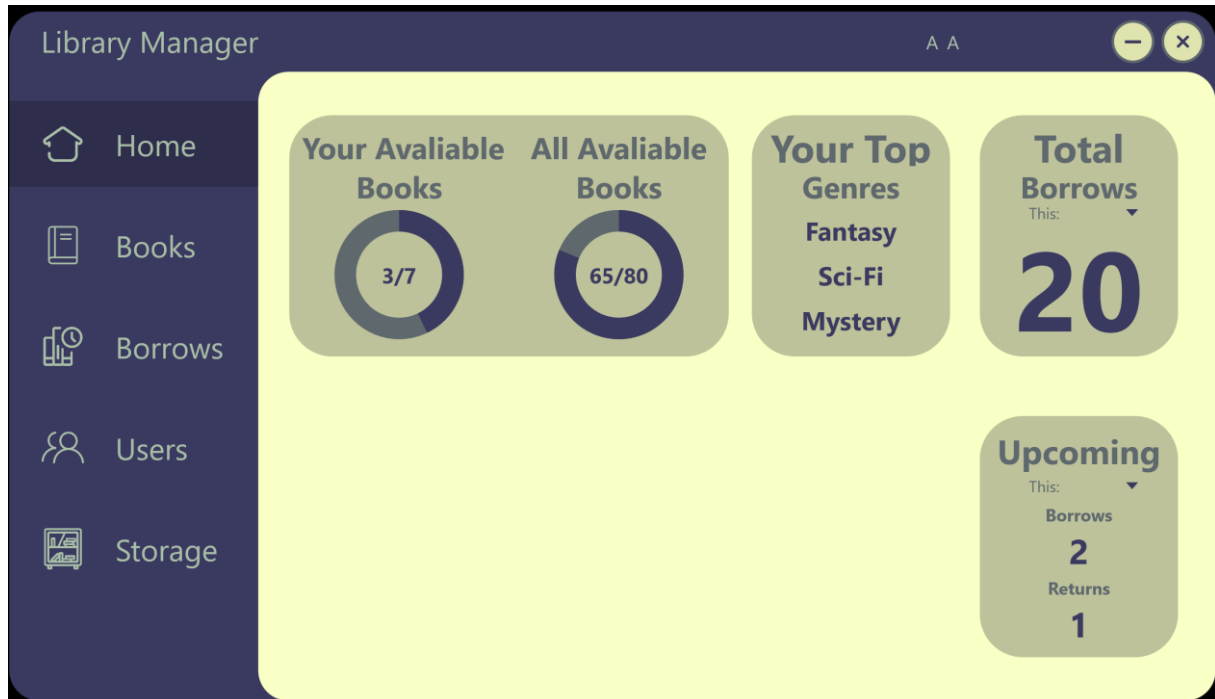 Library Manager
A A
Home
Books
Borrows
Users
Storage
Your Avaliable
Books
3/7
All Avaliable
Books
65/80
Your Top
Genres
Fantasy
Sci-Fi
Mystery
Total
Borrows
This:
20
Upcoming
This:
Borrows
2
Returns
1